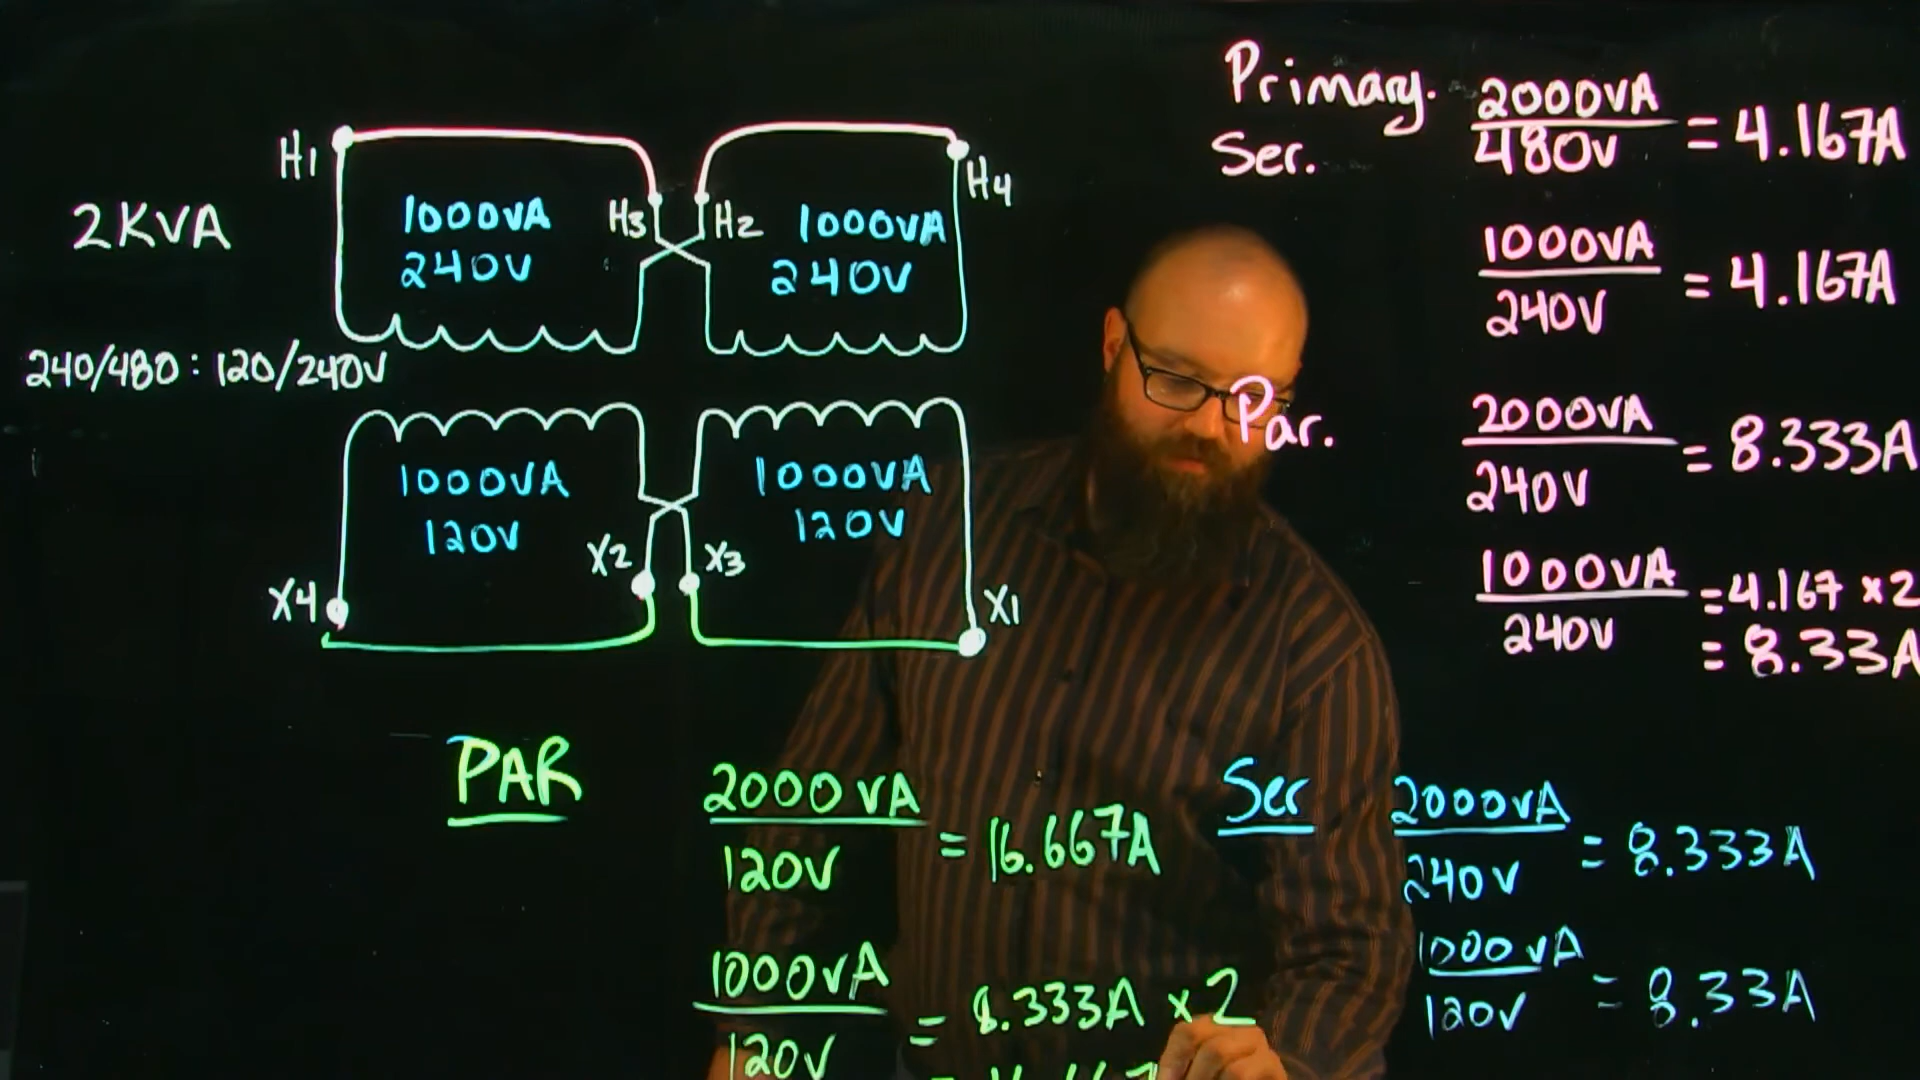 2KVA
240/480 : 120/240V
H1
H3
H2
H4
1000VA
240V
1000VA
240V
1000VA
120V
1000VA
120V
X4
X2
X3
X1
Primary.
Ser.
2000VA
480V
= 4.167A
1000VA
240V
= 4.167A
Par.
2000VA
240V
= 8.333A
1000VA
240V
= 4.167 x2
= 8.33A
PAR
2000VA
120V
= 16.667A
1000VA
120V
= 8.333A x 2
Ser
2000VA
240V
= 8.333A
1000VA
120V
= 8.33A